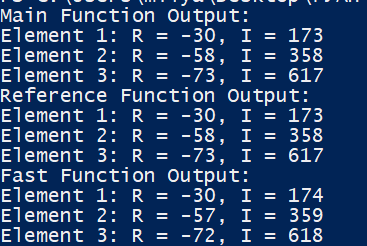 Main Function Output:
Element 1: R = -30, I = 173
Element 2: R = -58, I = 358
Element 3: R = -73, I = 617
Reference Function Output:
Element 1: R = -30, I = 173
Element 2: R = -58, I = 358
Element 3: R = -73, I = 617
Fast Function Output:
Element 1: R = -30, I = 174
Element 2: R = -57, I = 359
Element 3: R = -72, I = 618